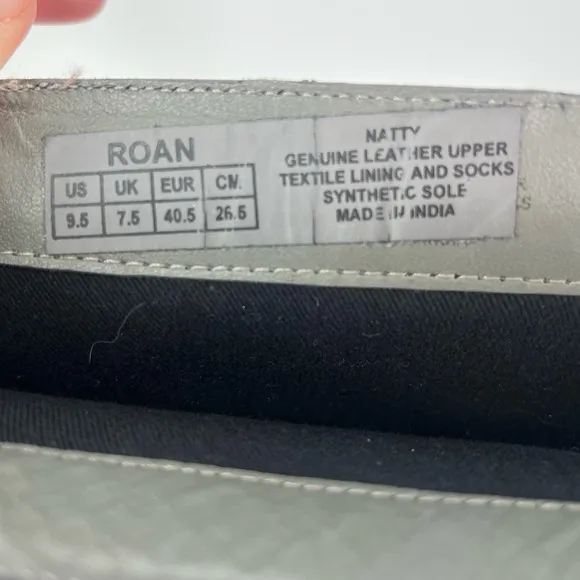 ROAN
US UK EUR CM.
9.5 7.5 40.5 26.5
NATTY
GENUINE LEATHER UPPER
TEXTILE LINING AND SOCKS
SYNTHETIC SOLE
MADE IN INDIA